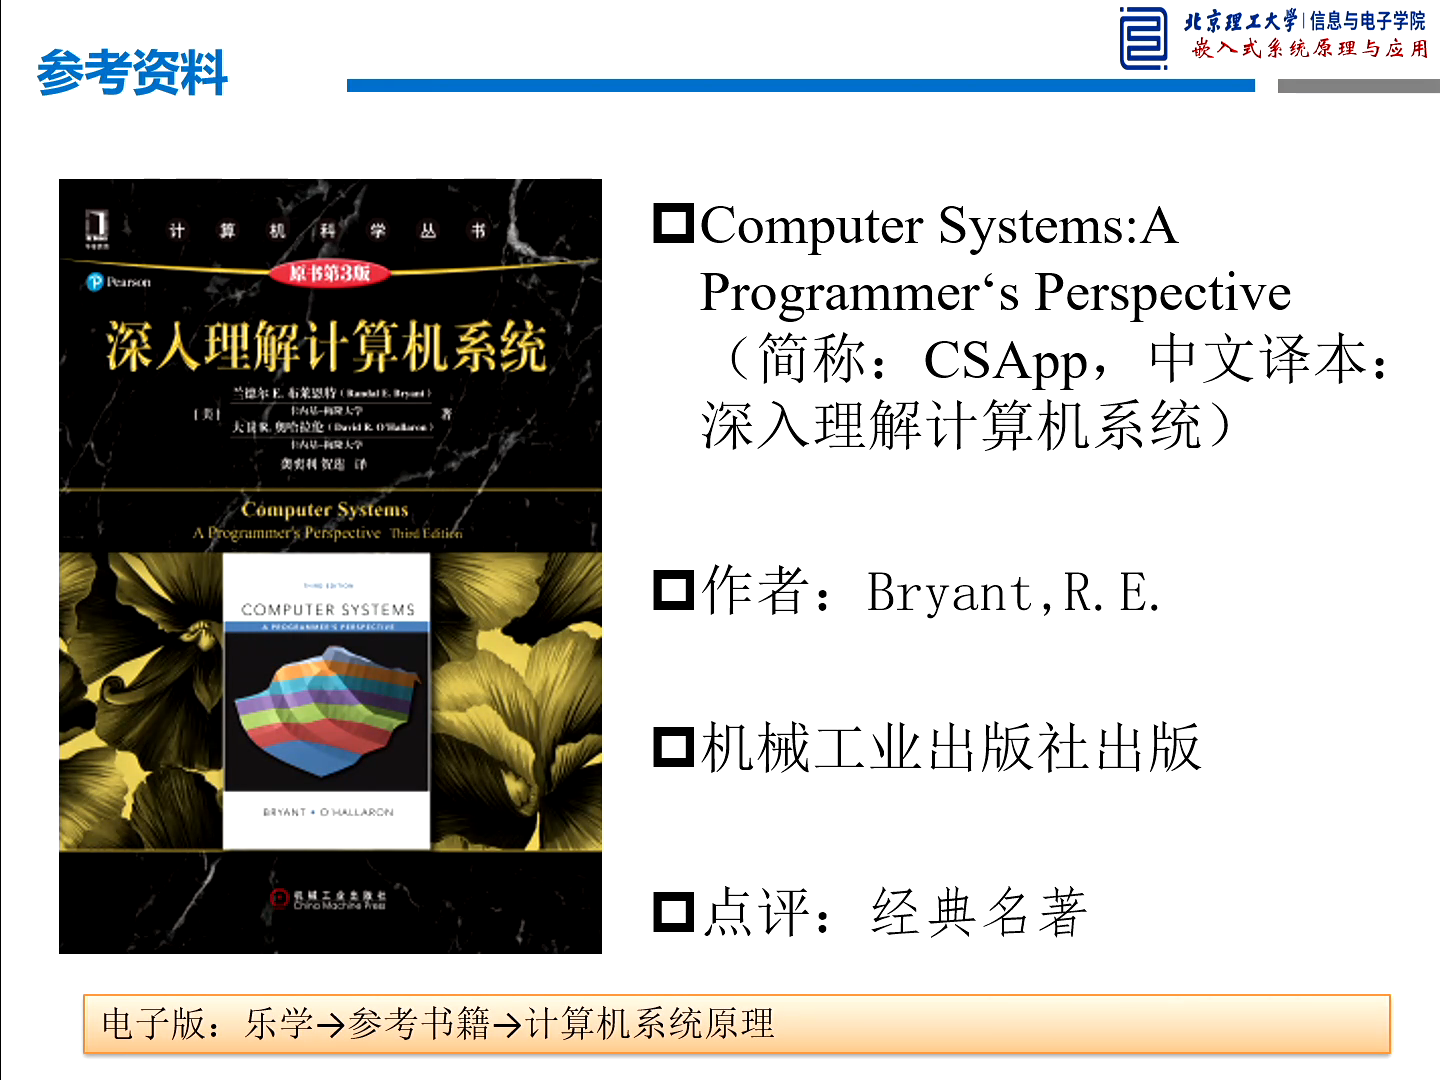 参考资料
北京理工大学|信息与电子学院
嵌入式系统原理与应用
计算机科学丛书
原书第3版
Pearson
深入理解计算机系统
兰德尔 E. 布莱恩特（Randal E. Bryant）
卡内基-梅隆大学
[美] 著
大卫 R. 奥哈拉伦（David R. O'Hallaron）
卡内基-梅隆大学
龚奕利 贺莲 译
Computer Systems
A Programmer's Perspective Third Edition
THIRD EDITION
COMPUTER SYSTEMS
A PROGRAMMER'S PERSPECTIVE
BRYANT • O'HALLARON
机械工业出版社
China Machine Press
Computer Systems:A
Programmer‘s Perspective
（简称：CSApp，中文译本：
深入理解计算机系统）
作者：Bryant,R.E.
机械工业出版社出版
点评：经典名著
电子版：乐学→参考书籍→计算机系统原理